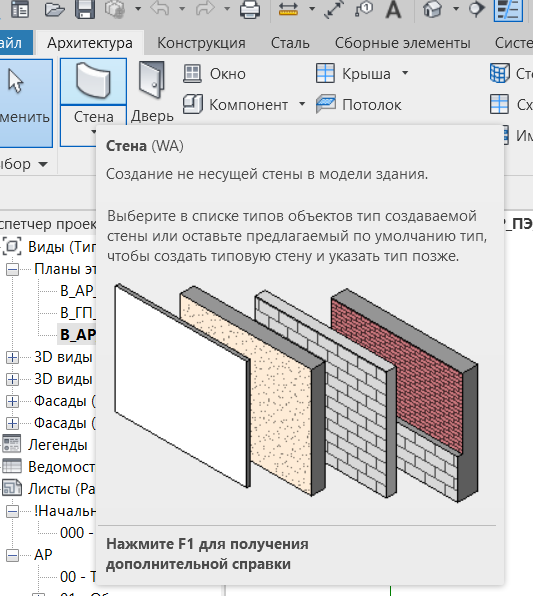 айл Архитектура Конструкция Сталь Сборные элементы Систе
менить
Стена
Дверь
Окно
Компонент
Крыша
Потолок
Ст
Сх
Им
ыбор
Стена (WA)
Создание не несущей стены в модели здания.
Выберите в списке типов объектов тип создаваемой
стены или оставьте предлагаемый по умолчанию тип,
чтобы создать типовую стену и указать тип позже.
Нажмите F1 для получения
дополнительной справки
спетчер проек
Р_ПЭ
Виды (Тип
Планы эт
В_АР_
В_ГП_
В_АР
3D виды
3D виды
Фасады (
Фасады (
Легенды
Ведомост
Листы (Ра
!Начальн
000 -
АР
00 - Т